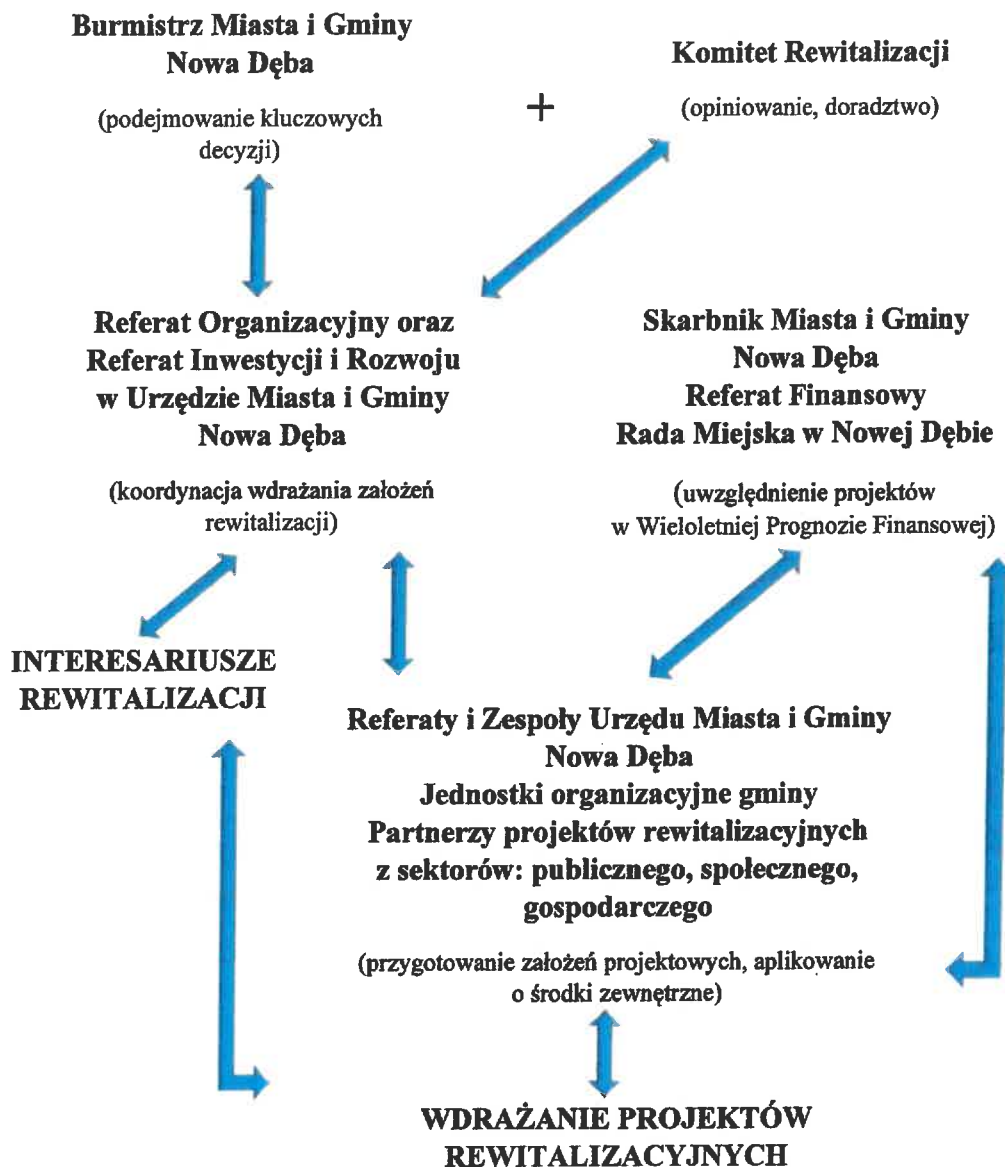 Burmistrz Miasta i Gminy
Nowa Dęba
(podejmowanie kluczowych
decyzji)
+
Komitet Rewitalizacji
(opiniowanie, doradztwo)
Referat Organizacyjny oraz
Referat Inwestycji i Rozwoju
w Urzędzie Miasta i Gminy
Nowa Dęba
(koordynacja wdrażania założeń
rewitalizacji)
Skarbnik Miasta i Gminy
Nowa Dęba
Referat Finansowy
Rada Miejska w Nowej Dębie
(uwzględnienie projektów
w Wieloletniej Prognozie Finansowej)
INTERESARIUSZE
REWITALIZACJI
Referaty i Zespoły Urzędu Miasta i Gminy
Nowa Dęba
Jednostki organizacyjne gminy
Partnerzy projektów rewitalizacyjnych
z sektorów: publicznego, społecznego,
gospodarczego
(przygotowanie założeń projektowych, aplikowanie
o środki zewnętrzne)
WDRAŻANIE PROJEKTÓW
REWITALIZACYJNYCH